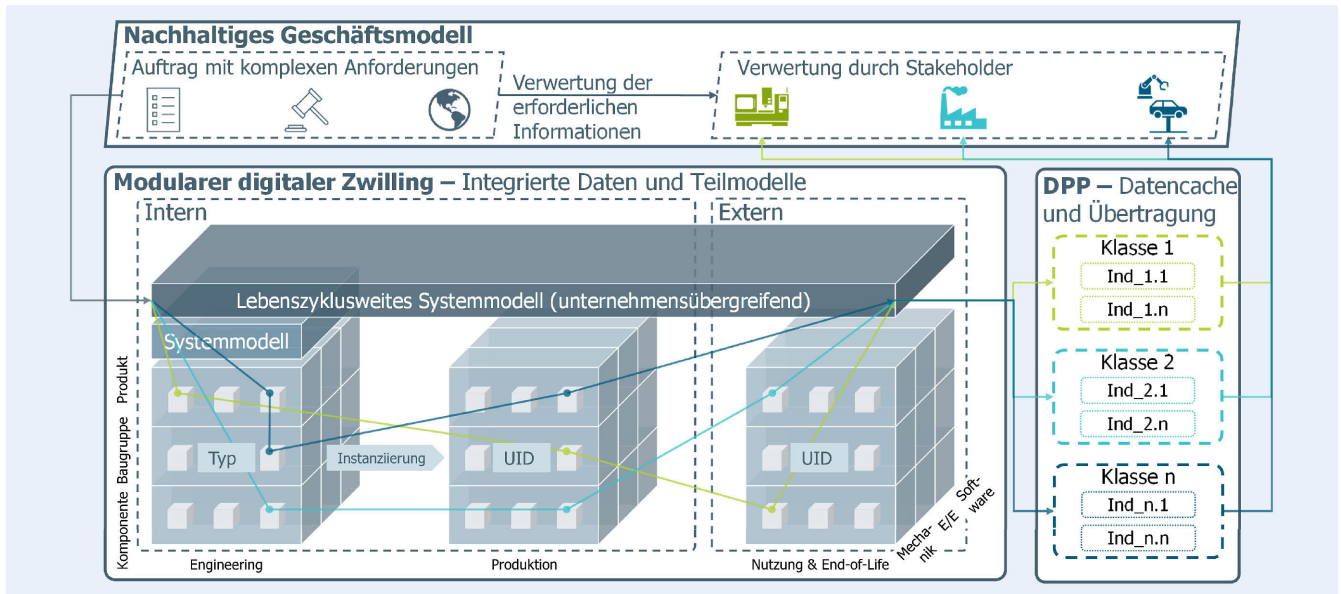 Nachhaltiges Geschäftsmodell
Auftrag mit komplexen Anforderungen
Verwertung der
erforderlichen
Informationen
Verwertung durch Stakeholder
Modularer digitaler Zwilling – Integrierte Daten und Teilmodelle
Intern
Extern
Lebenszyklusweites Systemmodell (unternehmensübergreifend)
Systemmodell
Produkt
Baugruppe
Komponente
Typ
Instanziierung
UID
UID
Engineering
Produktion
Nutzung & End-of-Life
Mecha-
nik
E/E
Soft-
ware
DPP – Datencache
und Übertragung
Klasse 1
Ind_1.1
Ind_1.n
Klasse 2
Ind_2.1
Ind_2.n
Klasse n
Ind_n.1
Ind_n.n